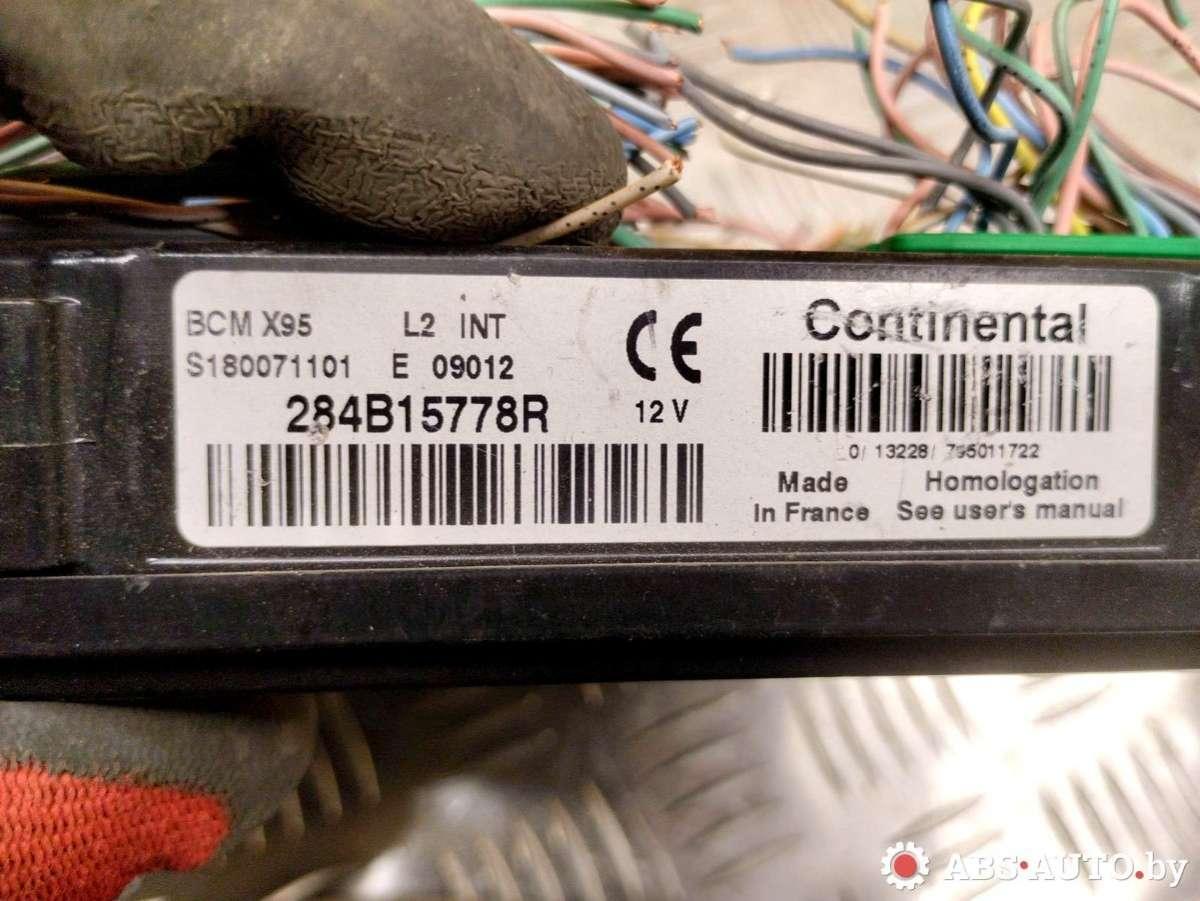 BCM X95 L2 INT
S180071101 E 09012
284B15778R
CE
12 V
Continental
0/ 13228/ 795011722
Made Homologation
in France See user's manual
ABS-AUTO.by